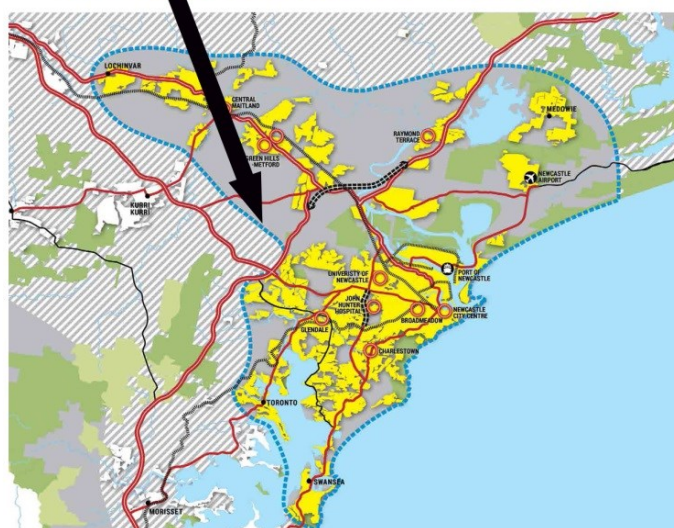 LOCHINVAR
CENTRAL
MAITLAND
GREEN HILLS
-METFORD
RAYMOND
TERRACE
MEDOWIE
NEWCASTLE
AIRPORT
KURRI
KURRI
UNIVERISTY OF
NEWCASTLE
PORT OF
NEWCASTLE
JOHN
HUNTER
HOSPITAL
GLENDALE
BROADMEADOW
NEWCASTLE
CITY CENTRE
CHARLESTOWN
TORONTO
SWANSEA
MORISSET